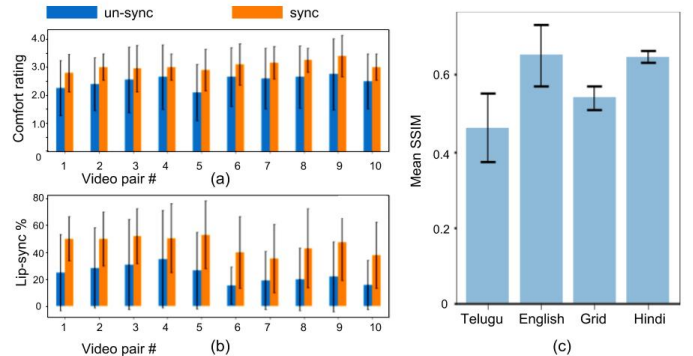 un-sync sync
Comfort rating
4.0
3.0
2.0
1.0
0
1 2 3 4 5 6 7 8 9 10
Video pair # (a)
Lip-sync %
80
60
40
20
0
1 2 3 4 5 6 7 8 9 10
Video pair # (b)
Mean SSIM
0.6
0.4
0.2
0
Telugu English Grid Hindi
(c)